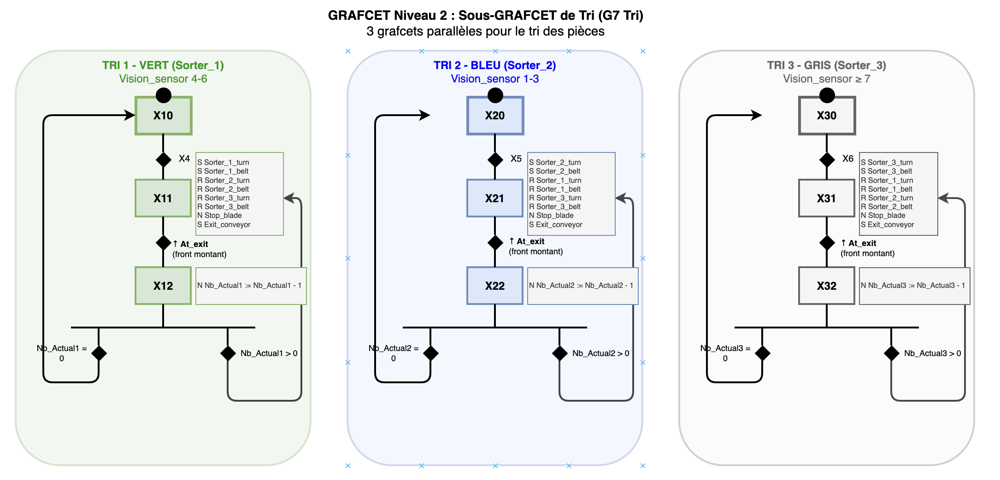 GRAFCET Niveau 2 : Sous-GRAFCET de Tri (G7 Tri)
3 grafcets parallèles pour le tri des pièces
TRI 1 - VERT (Sorter_1)
Vision_sensor 4-6
X10
X4
S Sorter_1_turn
S Sorter_1_belt
R Sorter_2_turn
R Sorter_2_belt
R Sorter_3_turn
R Sorter_3_belt
N Stop_blade
S Exit_conveyor
X11
↑ At_exit
(front montant)
X12
N Nb_Actual1 := Nb_Actual1 - 1
Nb_Actual1 =
0
Nb_Actual1 > 0
TRI 2 - BLEU (Sorter_2)
Vision_sensor 1-3
X20
X5
S Sorter_2_turn
S Sorter_2_belt
R Sorter_1_turn
R Sorter_1_belt
R Sorter_3_turn
R Sorter_3_belt
N Stop_blade
S Exit_conveyor
X21
↑ At_exit
(front montant)
X22
N Nb_Actual2 := Nb_Actual2 - 1
Nb_Actual2 =
0
Nb_Actual2 > 0
TRI 3 - GRIS (Sorter_3)
Vision_sensor ≥ 7
X30
X6
S Sorter_3_turn
S Sorter_3_belt
R Sorter_1_turn
R Sorter_1_belt
R Sorter_2_turn
R Sorter_2_belt
N Stop_blade
S Exit_conveyor
X31
↑ At_exit
(front montant)
X32
N Nb_Actual3 := Nb_Actual3 - 1
Nb_Actual3 =
0
Nb_Actual3 > 0